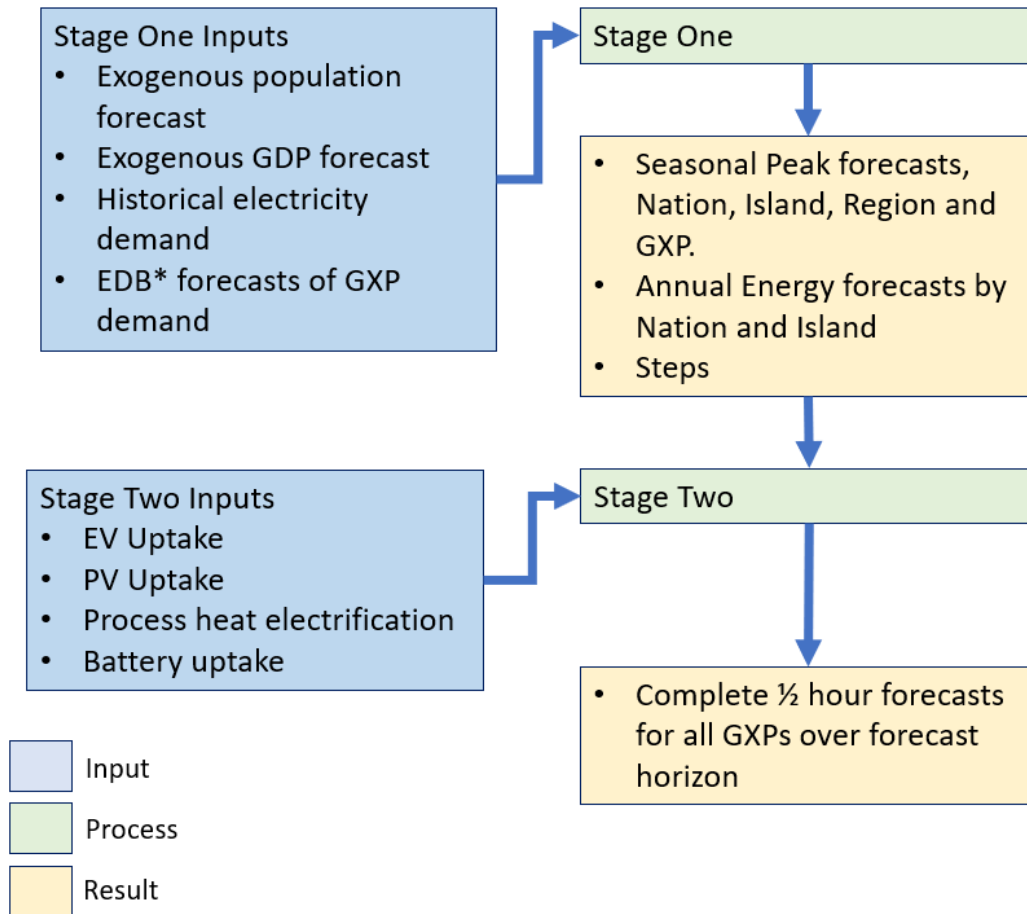 Stage One Inputs
• Exogenous population
forecast
• Exogenous GDP forecast
• Historical electricity
demand
• EDB* forecasts of GXP
demand
Stage One
• Seasonal Peak forecasts,
Nation, Island, Region and
GXP.
• Annual Energy forecasts by
Nation and Island
• Steps
Stage Two Inputs
• EV Uptake
• PV Uptake
• Process heat electrification
• Battery uptake
Stage Two
• Complete ½ hour forecasts
for all GXPs over forecast
horizon
Input
Process
Result